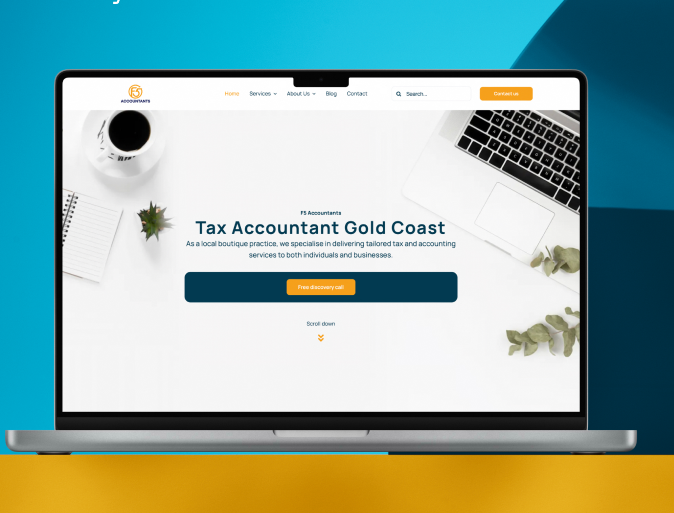 F5
ACCOUNTANTS
Home Services About Us Blog Contact Search... Contact us
F5 Accountants
Tax Accountant Gold Coast
As a local boutique practice, we specialise in delivering tailored tax and accounting
services to both individuals and businesses.
Free discovery call
Scroll down